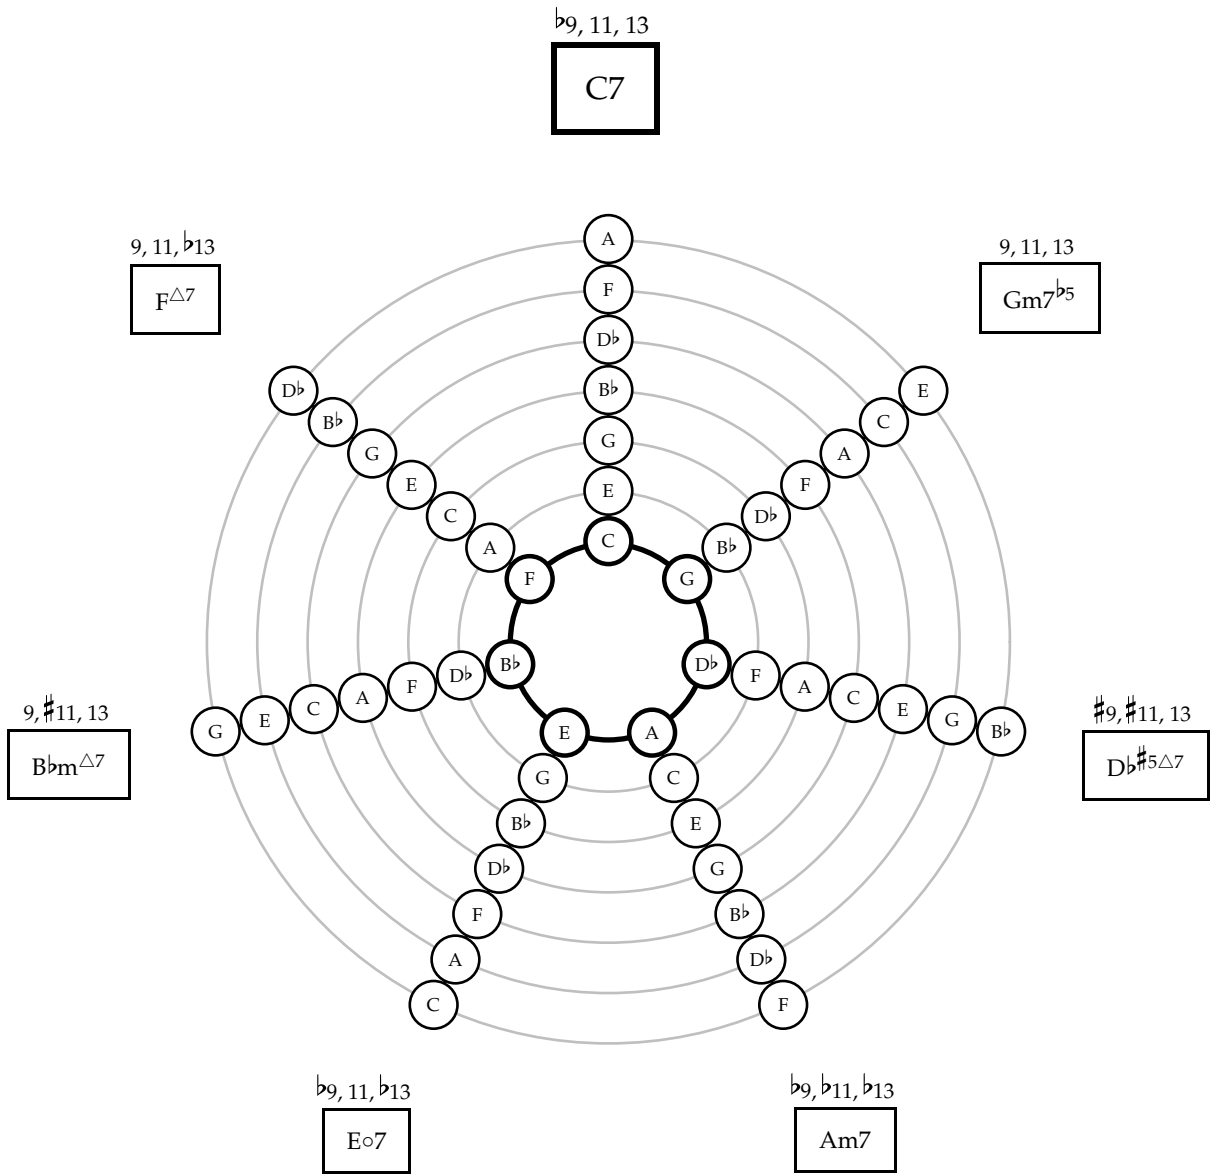 ♭9, 11, 13
C7
9, 11, ♭13
F△7
9, 11, 13
Gm7♭5
A
F
D♭
B♭
G
E
C
D♭
B♭
G
E
C
A
F
E
C
A
F
D♭
B♭
G
G
E
C
A
F
D♭
B♭
D♭
F
A
C
E
G
B♭
9, ♯11, 13
B♭m△7
♯9, ♯11, 13
D♭♯5△7
E
G
B♭
D♭
F
A
C
A
C
E
G
B♭
D♭
F
♭9, 11, ♭13
E○7
♭9, ♭11, ♭13
Am7